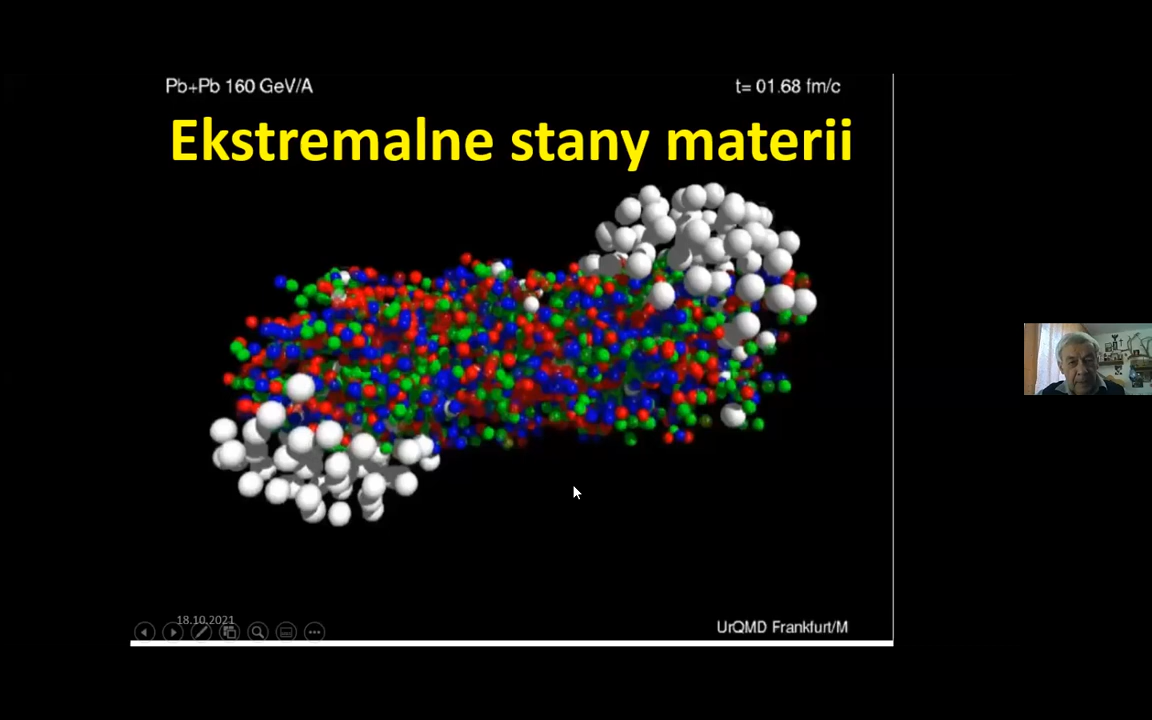 Pb+Pb 160 GeV/A
t= 01.68 fm/c
Ekstremalne stany materii
18.10.2021
UrQMD Frankfurt/M